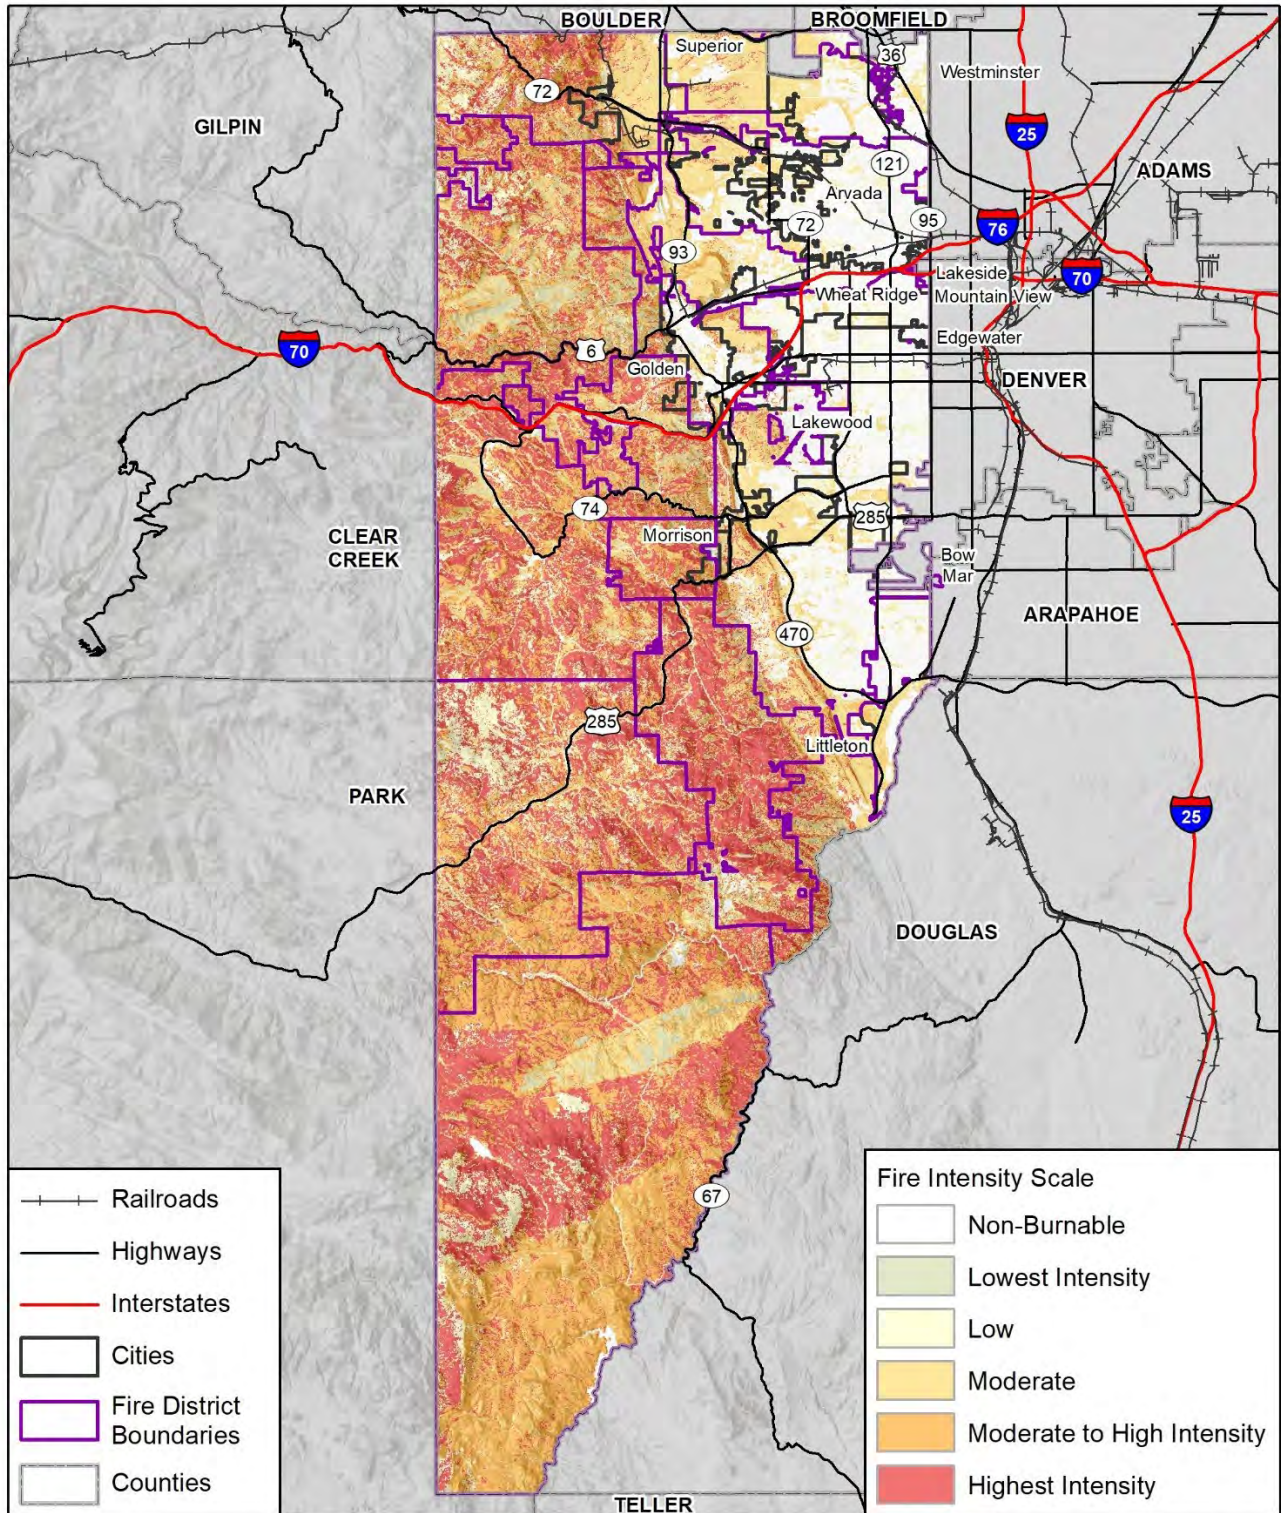 BOULDER
BROOMFIELD
Superior
36
Westminster
72
GILPIN
25
121
ADAMS
Arvada
95
72
76
93
Lakeside
70
Wheat Ridge
Mountain View
70
6
Edgewater
Golden
DENVER
Lakewood
74
285
CLEAR
CREEK
Morrison
Bow
Mar
ARAPAHOE
470
285
Littleton
PARK
25
DOUGLAS
67
TELLER
Railroads
Highways
Interstates
Cities
Fire District
Boundaries
Counties
Fire Intensity Scale
Non-Burnable
Lowest Intensity
Low
Moderate
Moderate to High Intensity
Highest Intensity